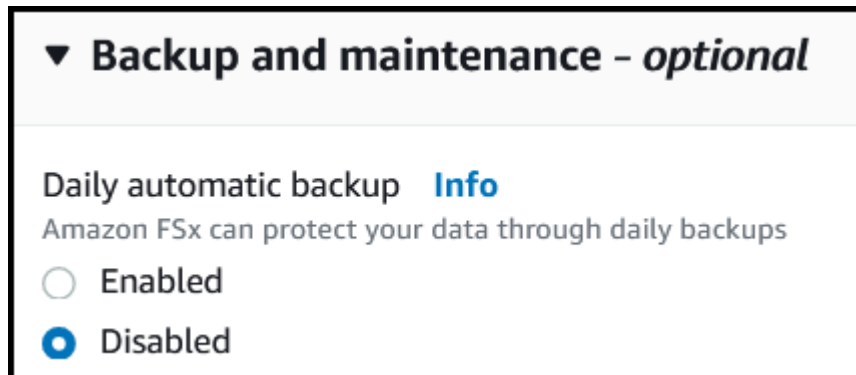 Backup and maintenance - optional
Daily automatic backup Info
Amazon FSx can protect your data through daily backups
Enabled
Disabled